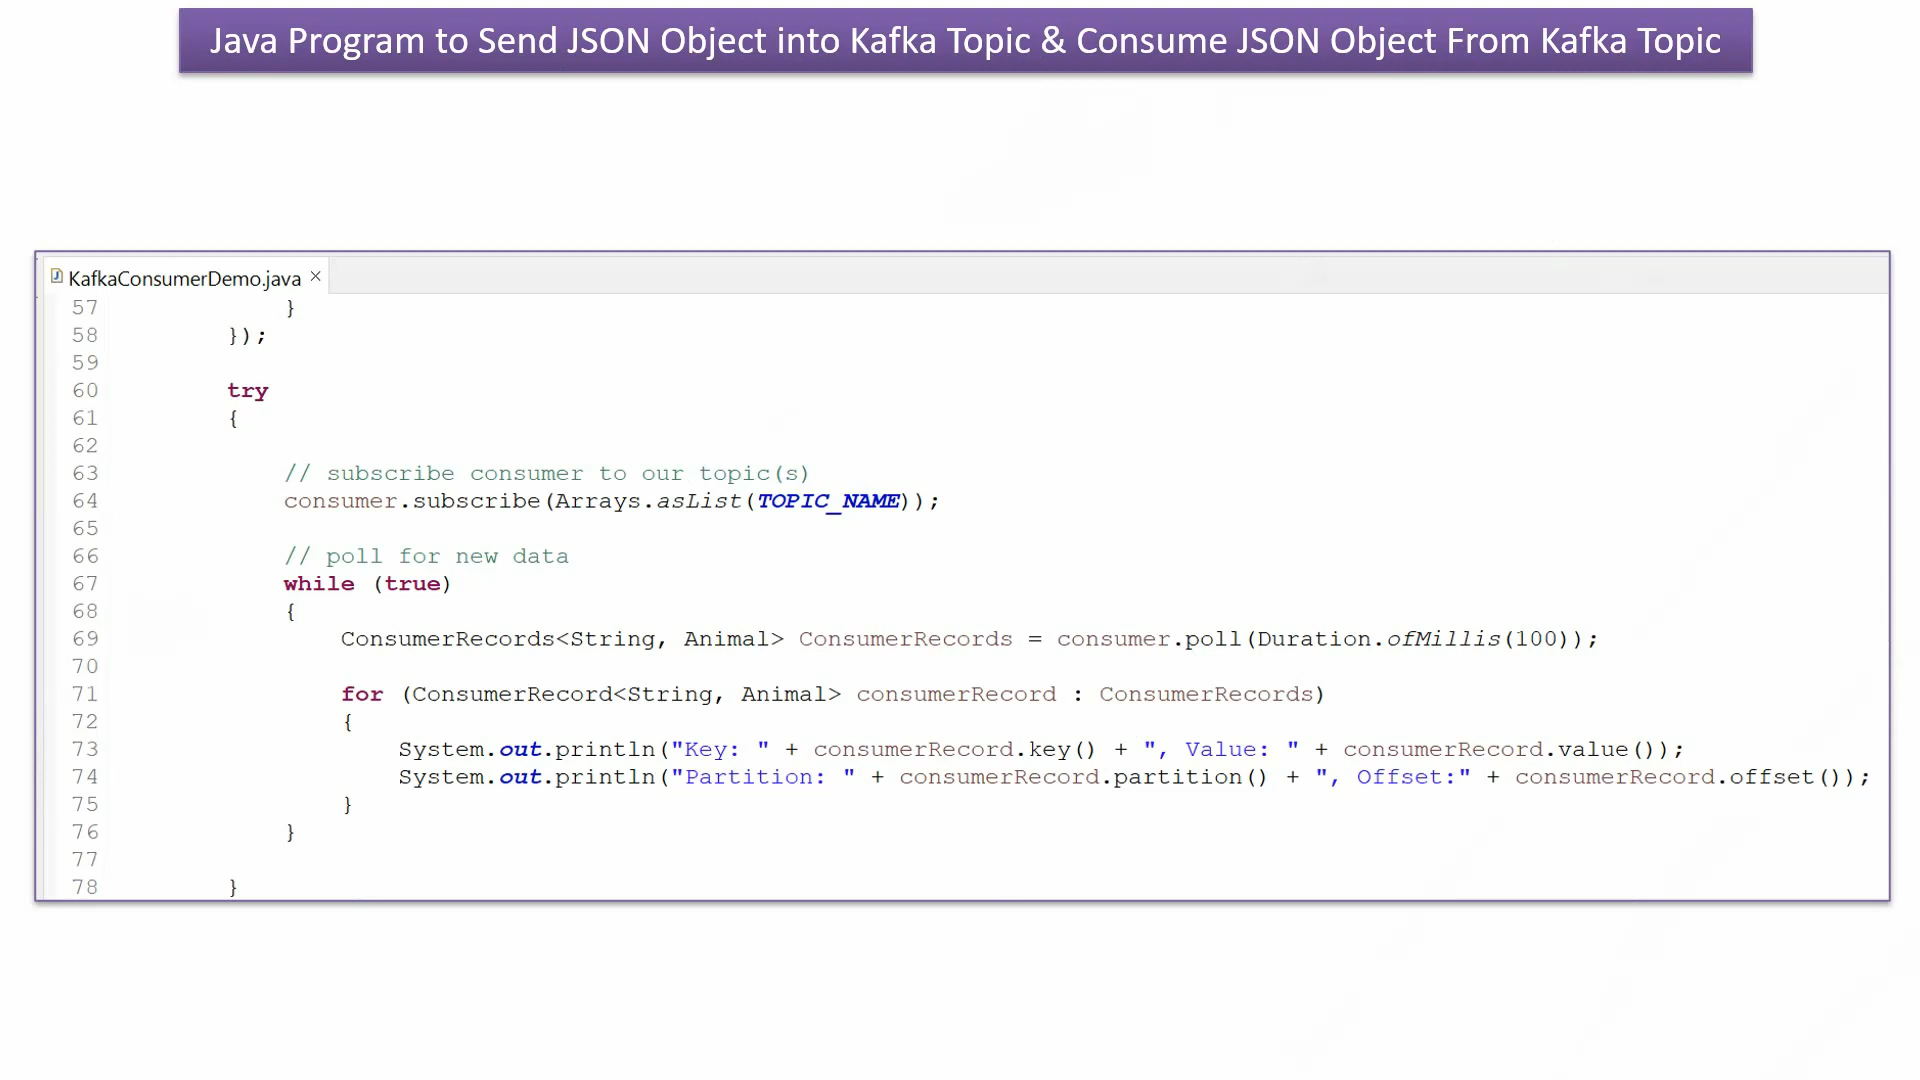 Java Program to Send JSON Object into Kafka Topic & Consume JSON Object From Kafka Topic
KafkaConsumerDemo.java
57 }
58 });
59
60 try
61 {
62
63 // subscribe consumer to our topic(s)
64 consumer.subscribe(Arrays.asList(TOPIC_NAME));
65
66 // poll for new data
67 while (true)
68 {
69 ConsumerRecords<String, Animal> ConsumerRecords = consumer.poll(Duration.ofMillis(100));
70
71 for (ConsumerRecord<String, Animal> consumerRecord : ConsumerRecords)
72 {
73 System.out.println("Key: " + consumerRecord.key() + ", Value: " + consumerRecord.value());
74 System.out.println("Partition: " + consumerRecord.partition() + ", Offset:" + consumerRecord.offset());
75 }
76 }
77
78 }